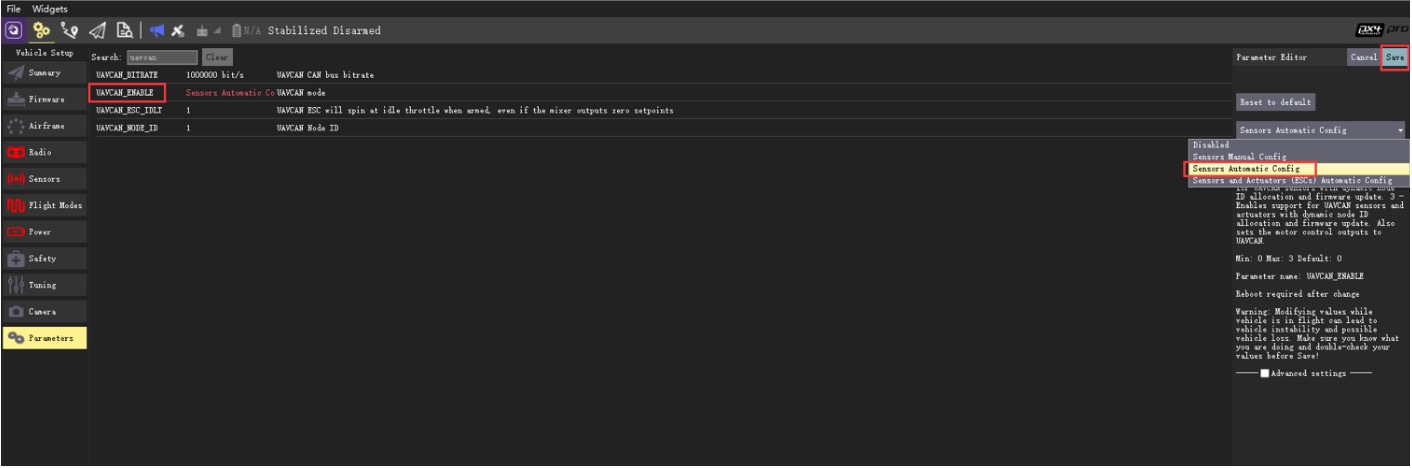 File Widgets
N/A Stabilized Disarmed
px4 pro
Vehicle Setup
Search: uavcan Clear
Parameter Editor Cancel Save
Summary
UAVCAN_BITRATE 1000000 bit/s UAVCAN CAN bus bitrate
UAVCAN_ENABLE Sensors Automatic Co UAVCAN mode
Firmware
Reset to default
UAVCAN_ESC_IDLT 1 UAVCAN ESC will spin at idle throttle when armed, even if the mixer outputs zero setpoints
Airframe
UAVCAN_NODE_ID 1 UAVCAN Node ID
Sensors Automatic Config
Disabled
Radio
Sensors Manual Config
Sensors Automatic Config
Sensors
Sensors and Actuators (ESCs) Automatic Config
for UAVCAN sensors with dynamic node
ID allocation and firmware update. 3 -
Flight Modes
Enables support for UAVCAN sensors and
actuators with dynamic node ID
allocation and firmware update. Also
Power
sets the motor control outputs to
UAVCAN.
Safety
Min: 0 Max: 3 Default: 0
Parameter name: UAVCAN_ENABLE
Tuning
Reboot required after change
Camera
Warning: Modifying values while
vehicle is in flight can lead to
vehicle instability and possible
Parameters
vehicle loss. Make sure you know what
you are doing and double-check your
values before Save!
Advanced settings